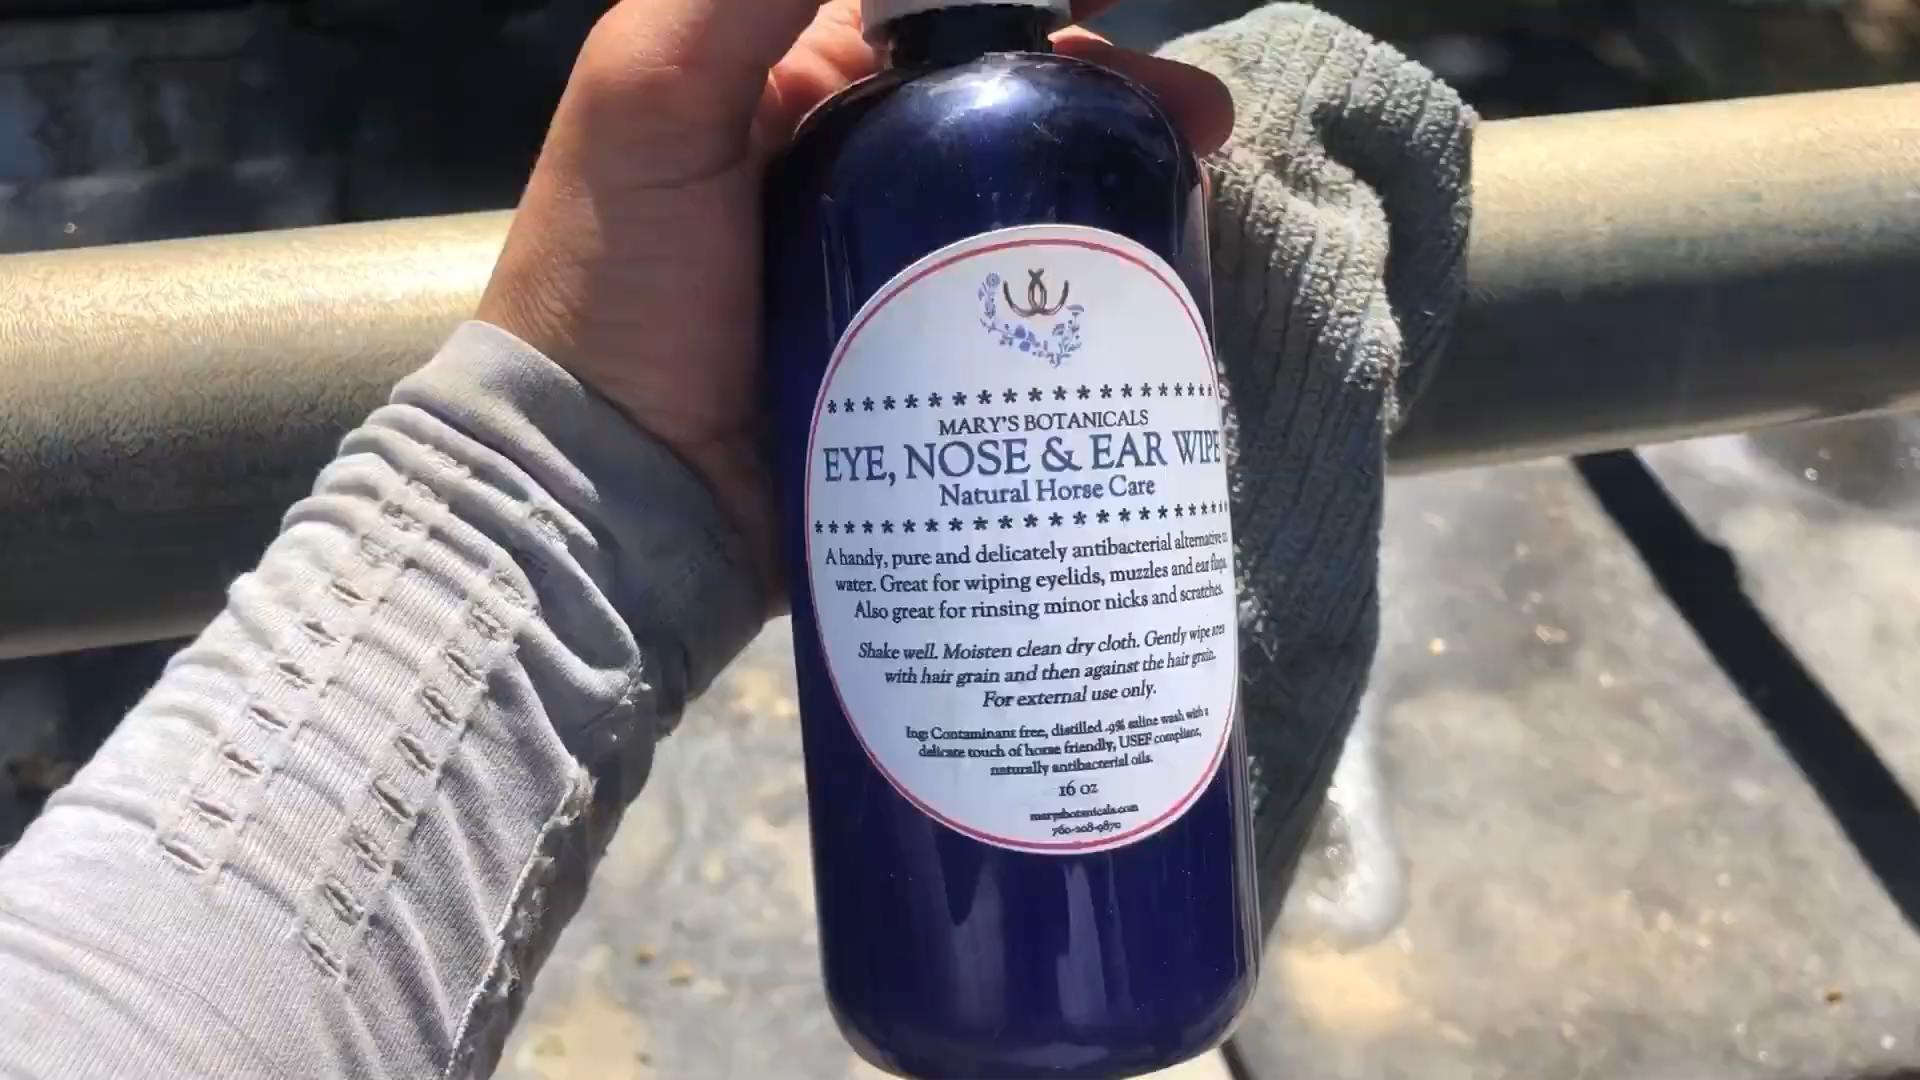 * * * * * * * * * * * * * * * * * *
MARY'S BOTANICALS
EYE, NOSE & EAR WIPE
Natural Horse Care
* * * * * * * * * * * * * * * * * *
A handy, pure and delicately antibacterial alternative to
water. Great for wiping eyelids, muzzles and ear flaps.
Also great for rinsing minor nicks and scratches.
Shake well. Moisten clean dry cloth. Gently wipe area
with hair grain and then against the hair grain.
For external use only.
Ing: Contaminant free, distilled .9% saline wash with a
delicate touch of horse friendly, USEF compliant,
naturally antibacterial oils.
16 oz
marysbotanicals.com
760-208-9870